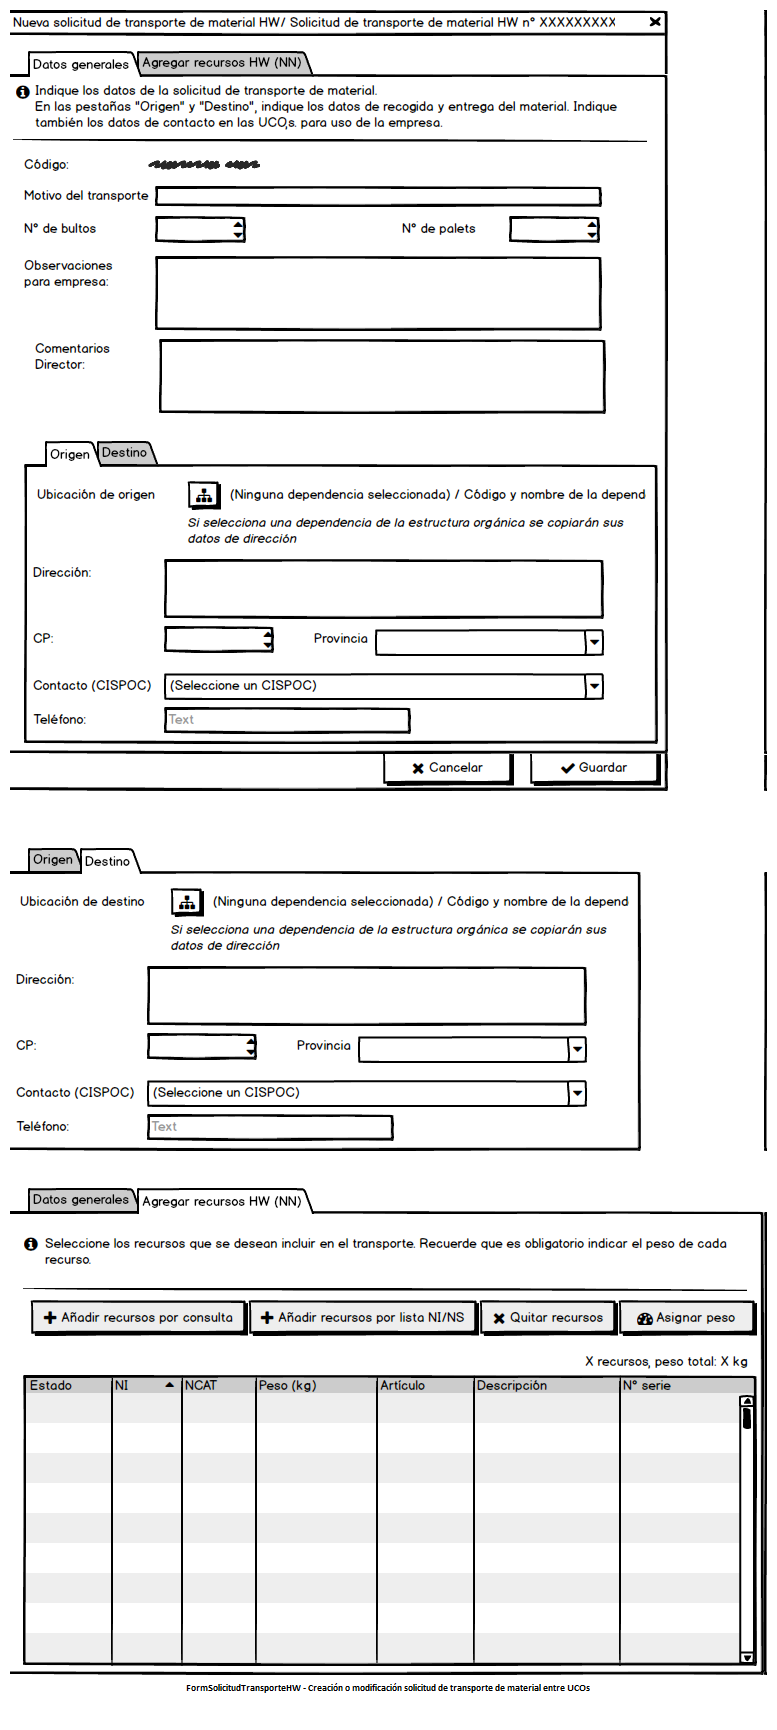 Nueva solicitud de transporte de material HW/ Solicitud de transporte de material HW n° XXXXXXXXX
Datos generales
Agregar recursos HW (NN)
Indique los datos de la solicitud de transporte de material.
En las pestañas "Origen" y "Destino", indique los datos de recogida y entrega del material. Indique
también los datos de contacto en las UCO,s. para uso de la empresa.
Código:
Motivo del transporte
N° de bultos
N° de palets
Observaciones
para empresa:
Comentarios
Director:
Origen
Destino
Ubicación de origen
(Ninguna dependencia seleccionada) / Código y nombre de la depend
Si selecciona una dependencia de la estructura orgánica se copiarán sus
datos de dirección
Dirección:
CP:
Provincia
Contacto (CISPOC)
(Seleccione un CISPOC)
Teléfono:
Text
Cancelar
Guardar
Origen
Destino
Ubicación de destino
(Ninguna dependencia seleccionada) / Código y nombre de la depend
Si selecciona una dependencia de la estructura orgánica se copiarán sus
datos de dirección
Dirección:
CP:
Provincia
Contacto (CISPOC)
(Seleccione un CISPOC)
Teléfono:
Text
Datos generales
Agregar recursos HW (NN)
Seleccione los recursos que se desean incluir en el transporte. Recuerde que es obligatorio indicar el peso de cada
recurso.
Añadir recursos por consulta
Añadir recursos por lista NI/NS
Quitar recursos
Asignar peso
X recursos, peso total: X kg
Estado
NI
NCAT
Peso (kg)
Artículo
Descripción
N° serie
FormSolicitudTransporteHW - Creación o modificación solicitud de transporte de material entre UCOs